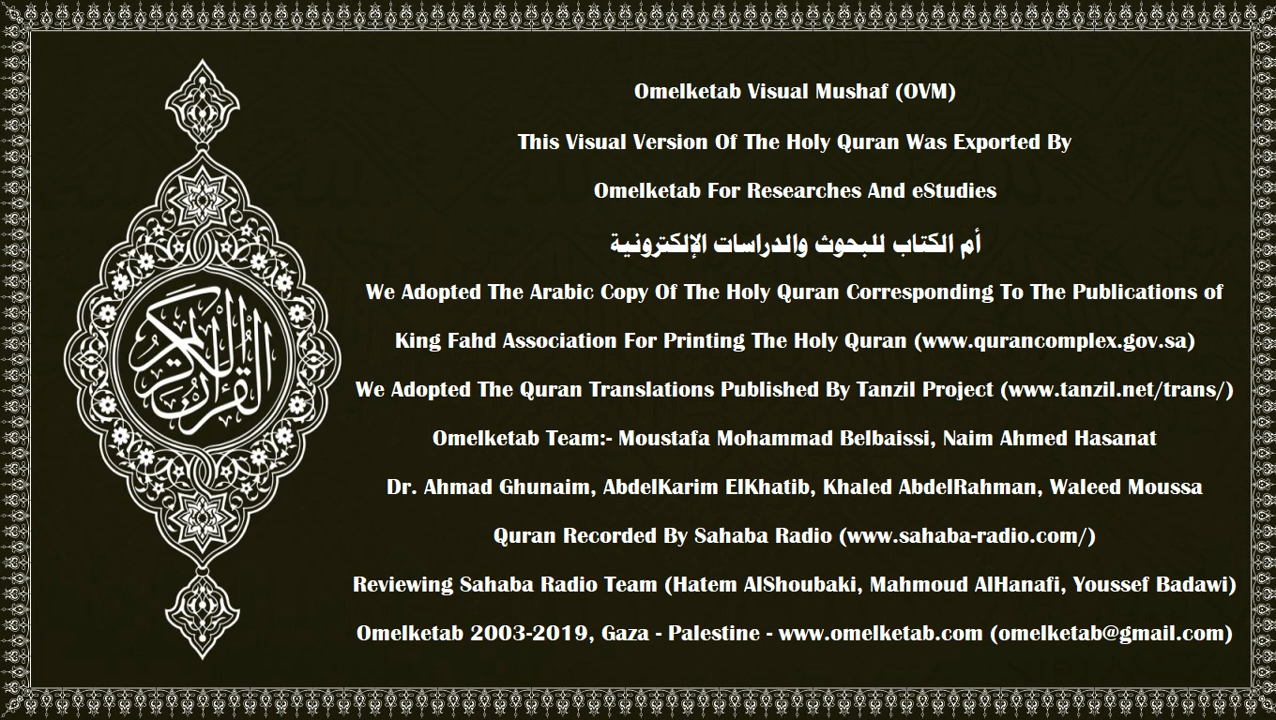 Omelketab Visual Mushaf (OVM)
This Visual Version Of The Holy Quran Was Exported By
Omelketab For Researches And eStudies
أم الكتاب للبحوث والدراسات الإلكترونية
We Adopted The Arabic Copy Of The Holy Quran Corresponding To The Publications of
King Fahd Association For Printing The Holy Quran (www.qurancomplex.gov.sa)
We Adopted The Quran Translations Published By Tanzil Project (www.tanzil.net/trans/)
Omelketab Team:- Moustafa Mohammad Belbaissi, Naim Ahmed Hasanat
Dr. Ahmad Ghunaim, AbdelKarim ElKhatib, Khaled AbdelRahman, Waleed Moussa
Quran Recorded By Sahaba Radio (www.sahaba-radio.com/)
Reviewing Sahaba Radio Team (Hatem AlShoubaki, Mahmoud AlHanafi, Youssef Badawi)
Omelketab 2003-2019, Gaza - Palestine - www.omelketab.com (omelketab@gmail.com)
القرآن الكريم